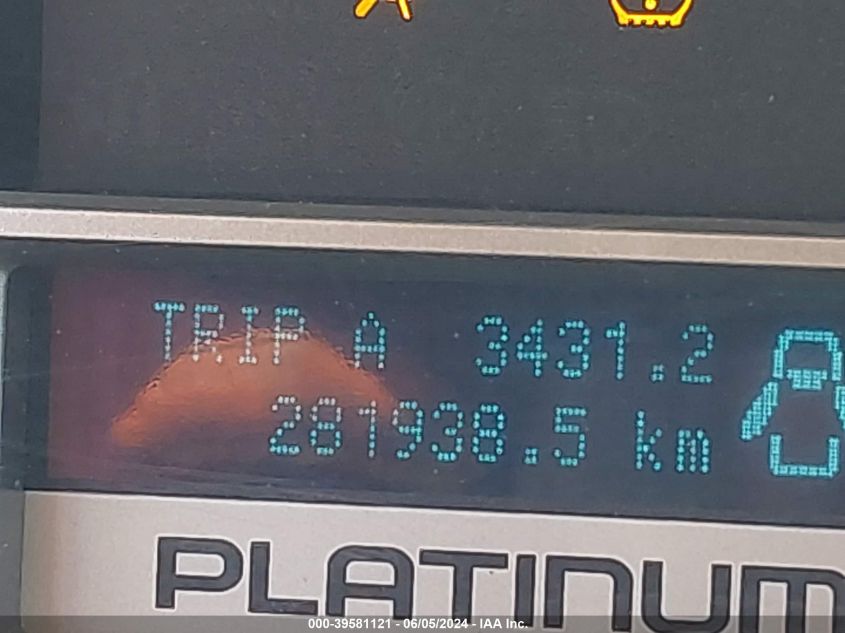 TRIP A 3431.2
281938.5 km
PLATINUM
000-39581121 - 06/05/2024 - IAA Inc.